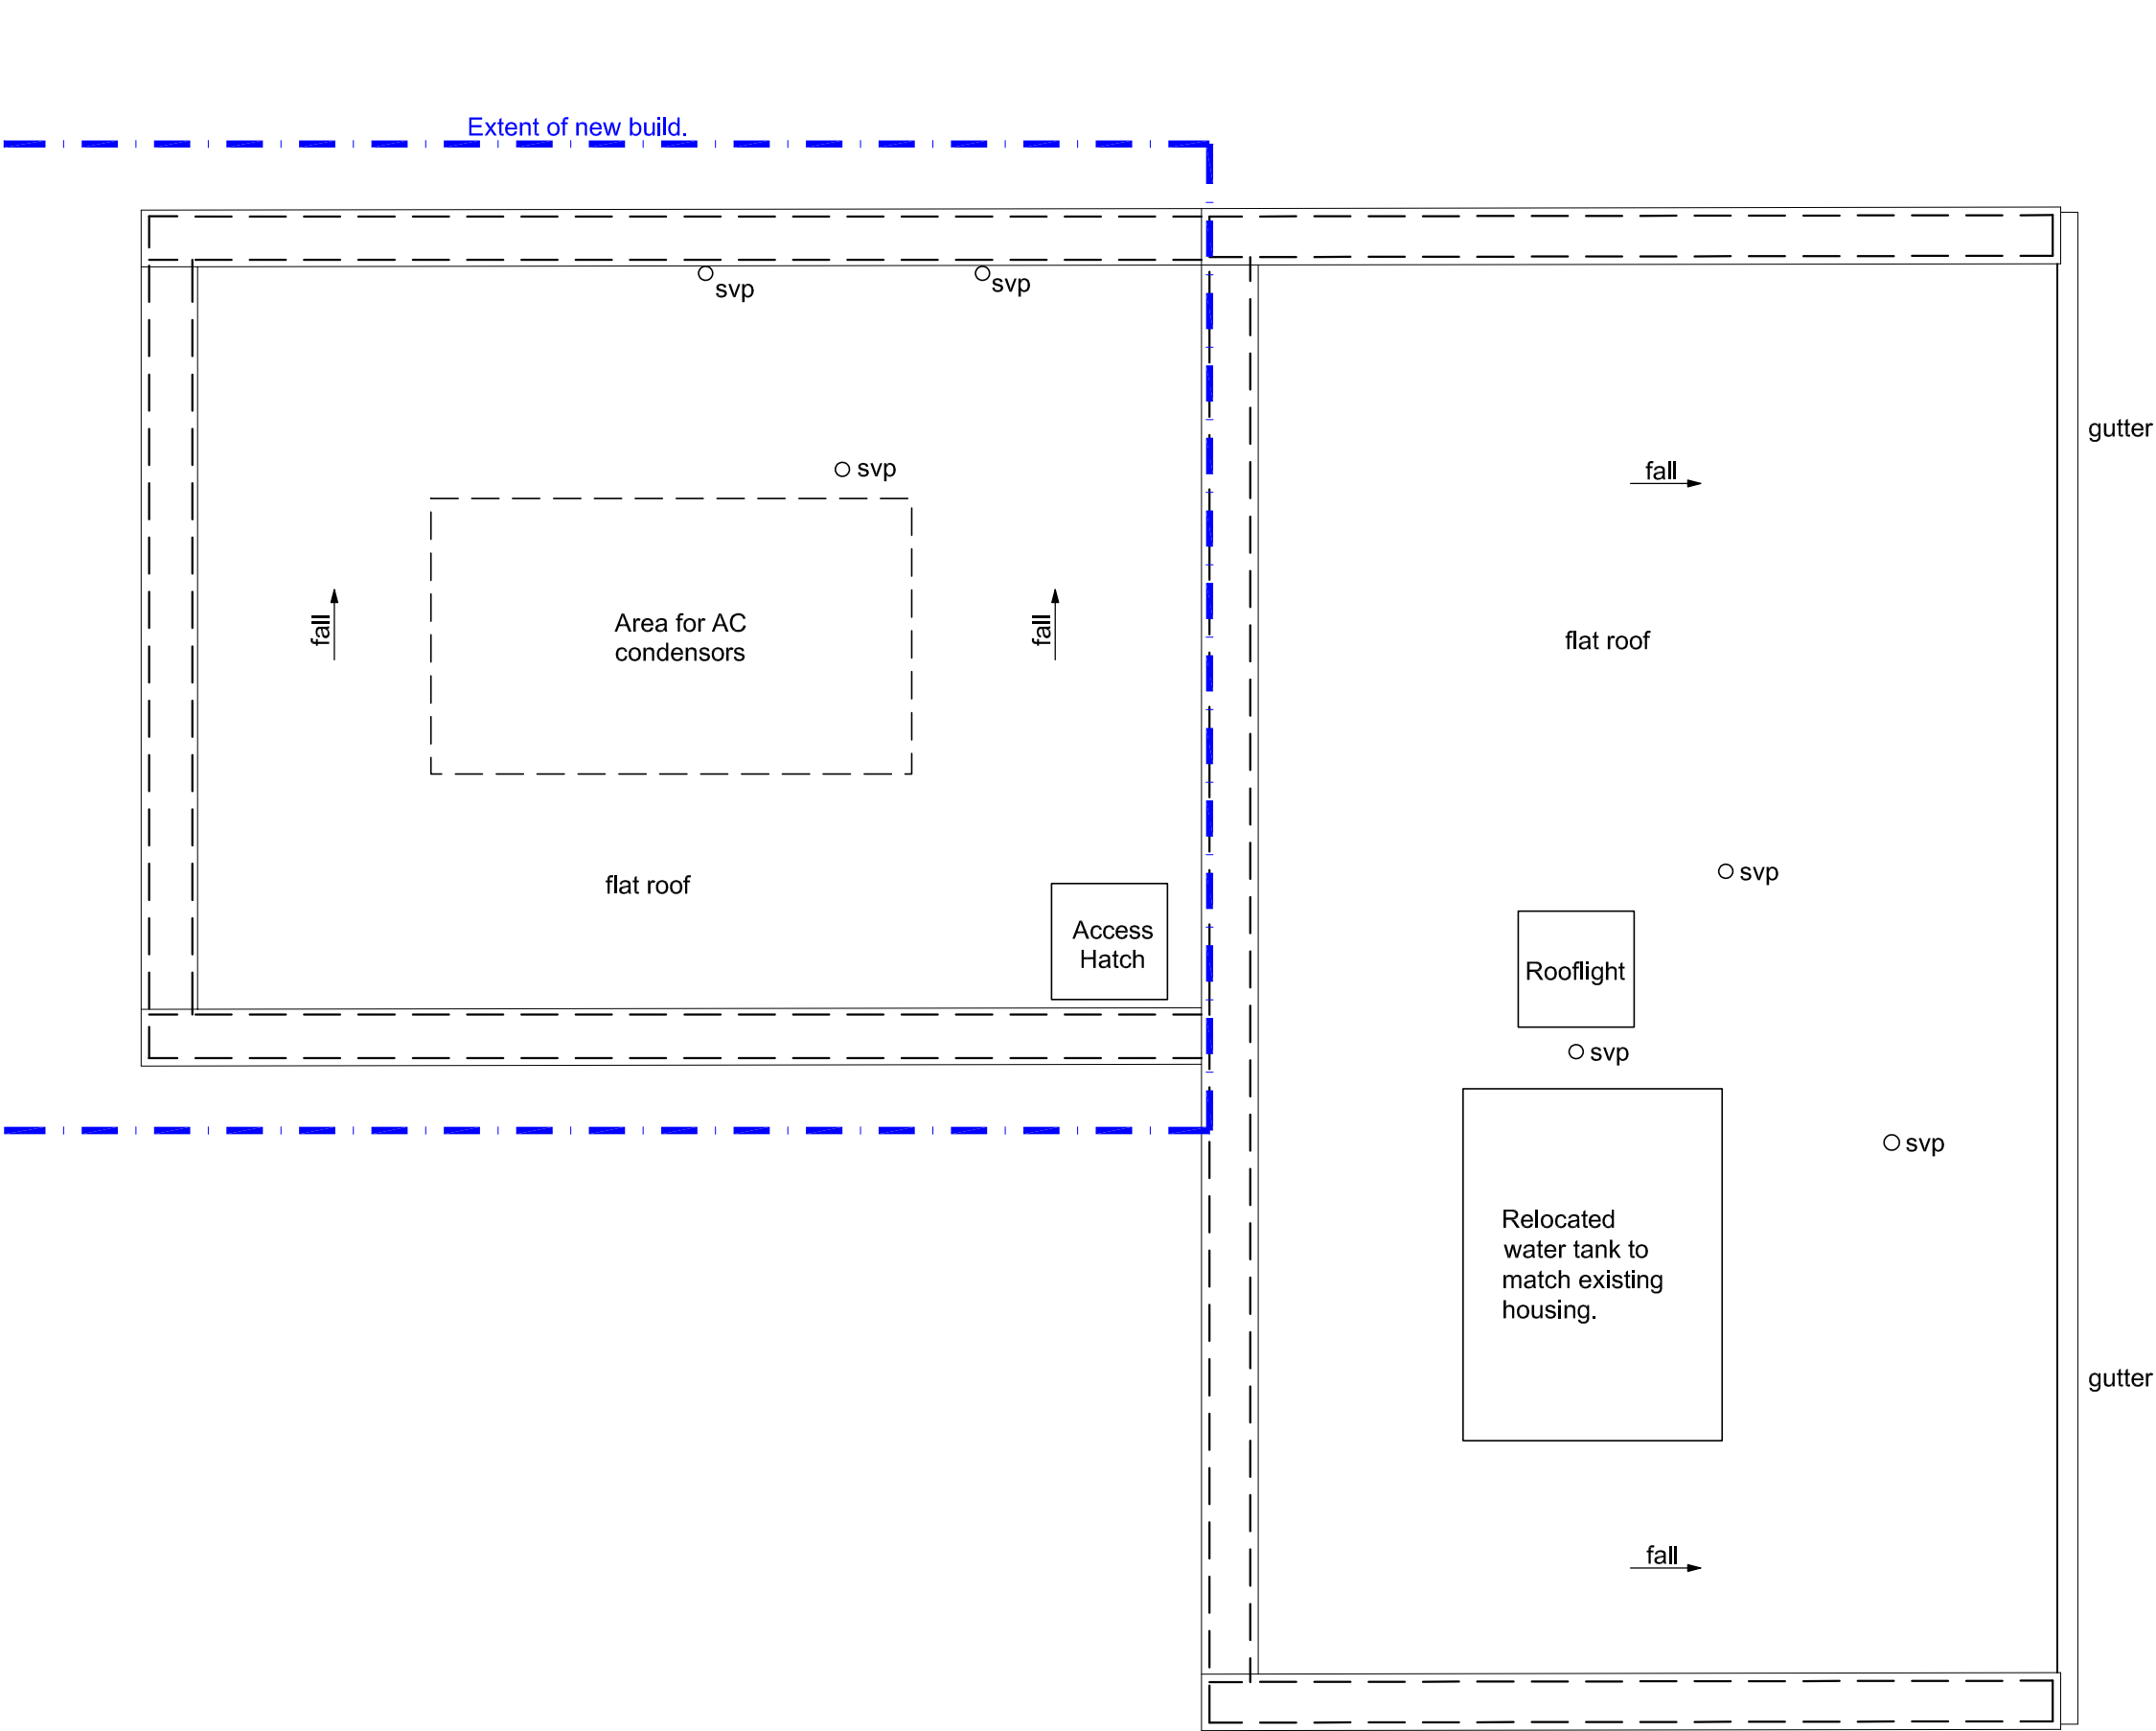 Extent of new build.
svp
svp
gutter
svp
fall
fall
Area for AC
condensors
fall
flat roof
svp
flat roof
Access
Hatch
Rooflight
svp
svp
Relocated
water tank to
match existing
housing.
gutter
fall